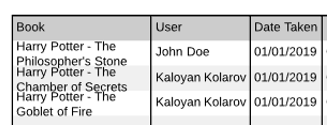 Book User Date Taken
Harry Potter - The
Philosopher's Stone John Doe 01/01/2019
Harry Potter - The
Chamber of Secrets Kaloyan Kolarov 01/01/2019
Harry Potter - The
Goblet of Fire Kaloyan Kolarov 01/01/2019